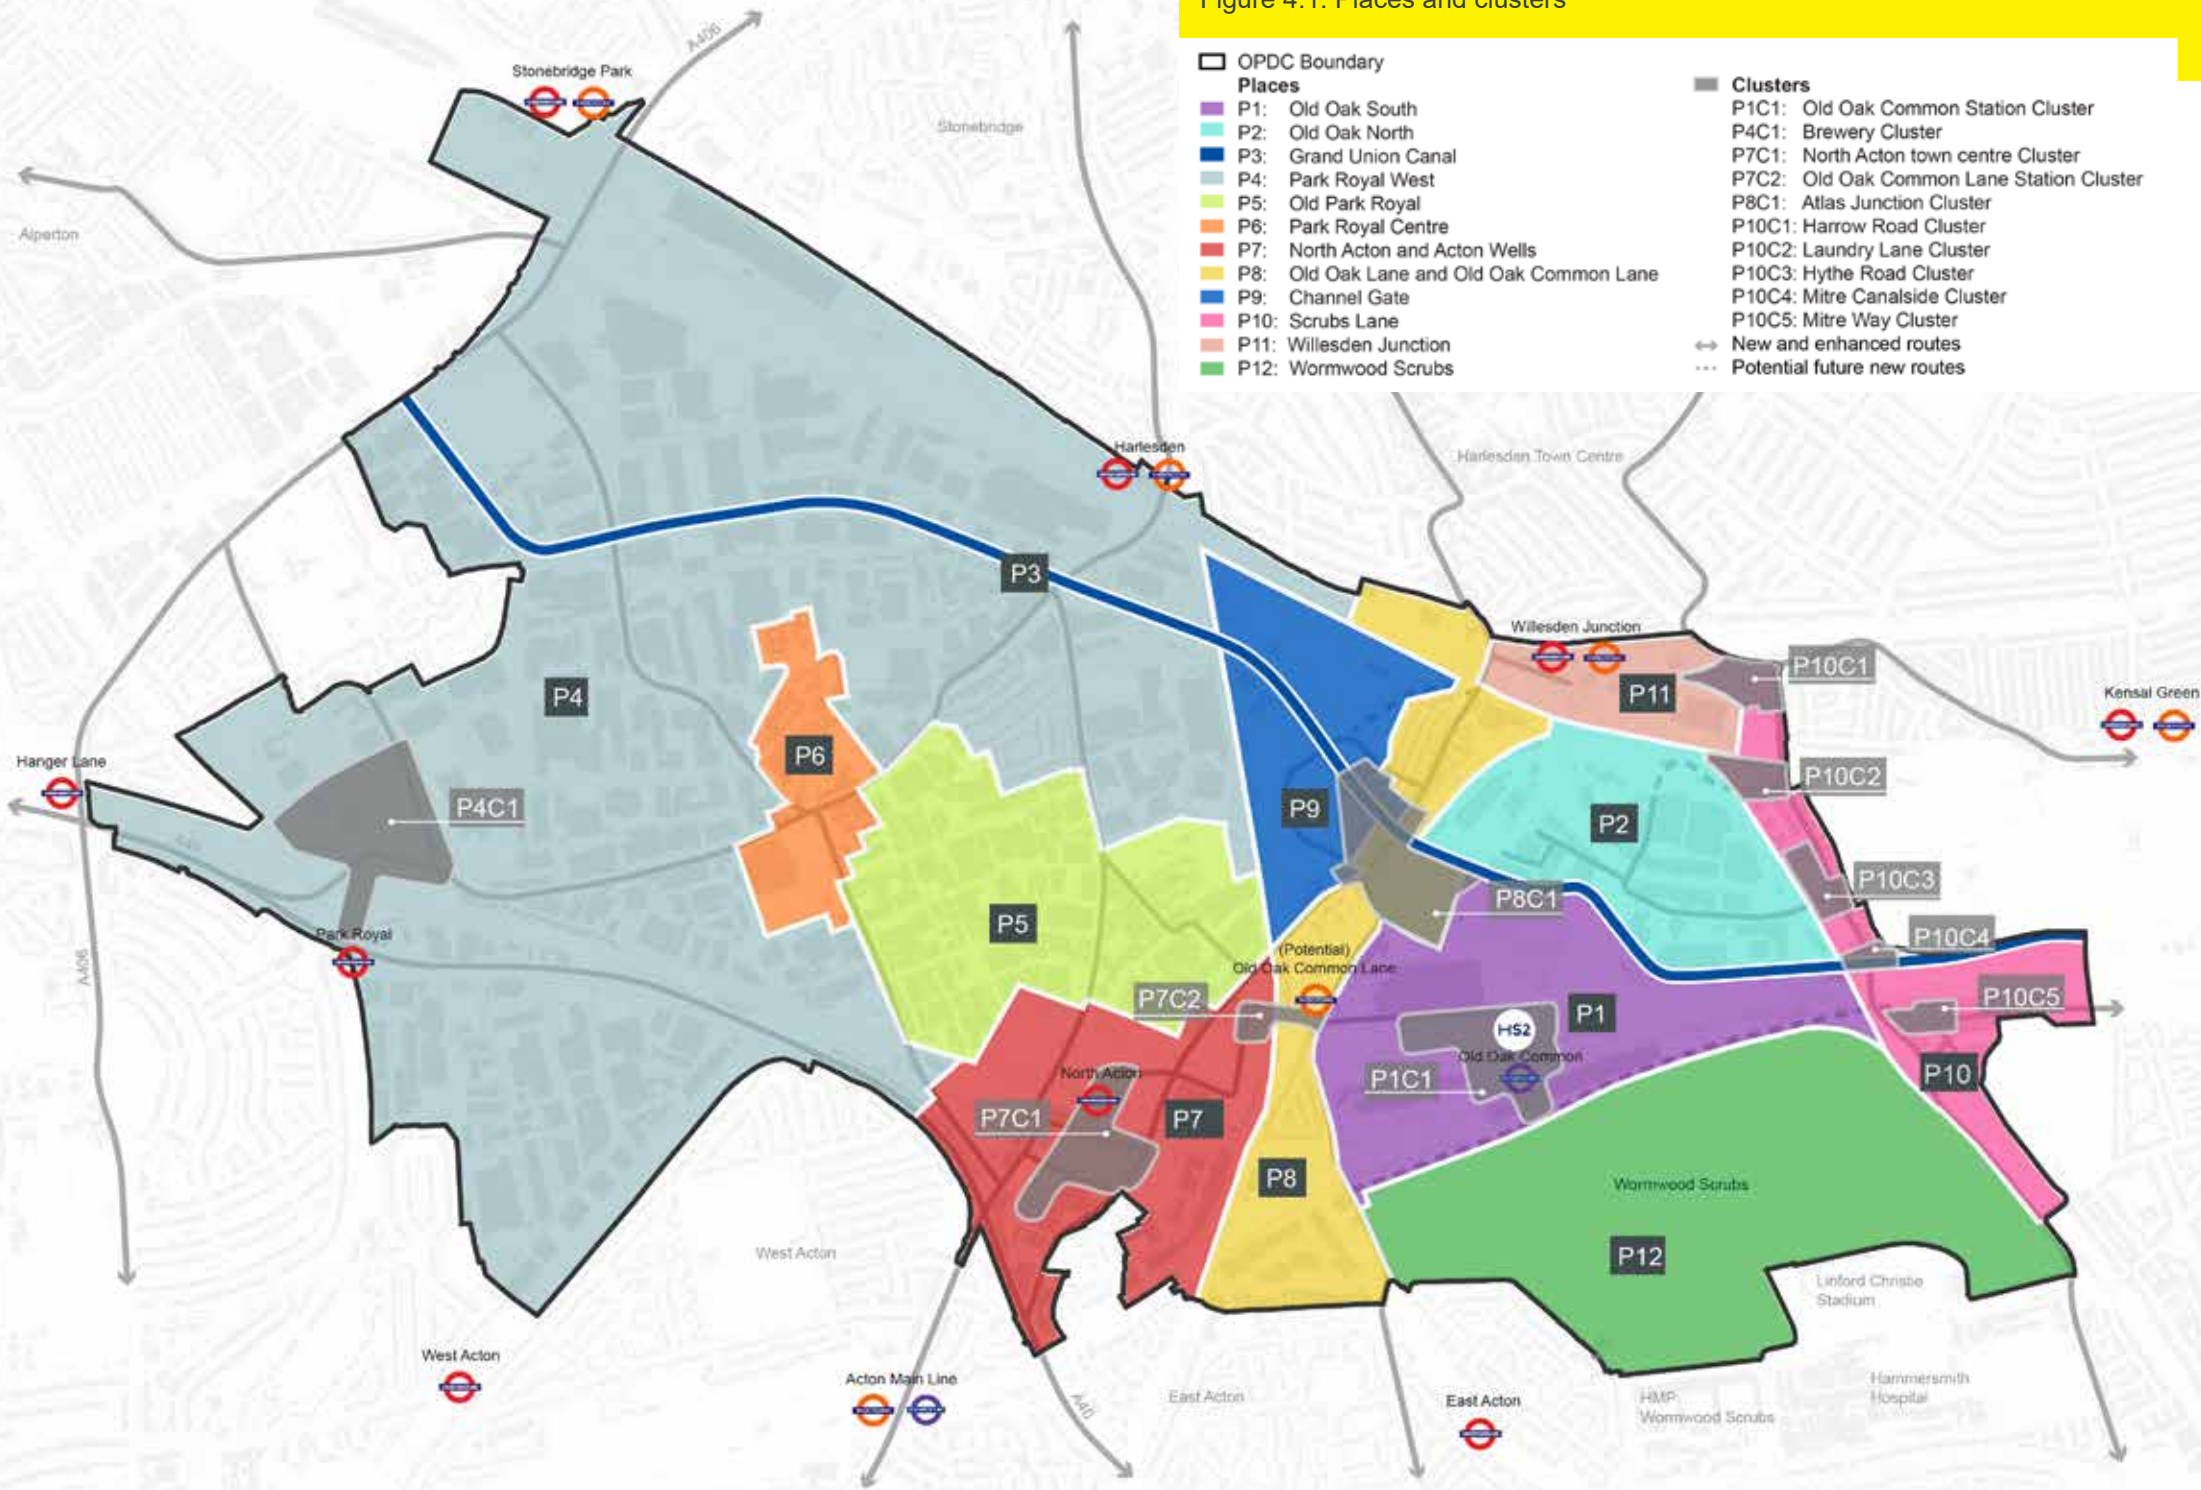 Figure 4.1: Places and clusters
OPDC Boundary
Places
P1: Old Oak South
P2: Old Oak North
P3: Grand Union Canal
P4: Park Royal West
P5: Old Park Royal
P6: Park Royal Centre
P7: North Acton and Acton Wells
P8: Old Oak Lane and Old Oak Common Lane
P9: Channel Gate
P10: Scrubs Lane
P11: Willesden Junction
P12: Wormwood Scrubs
Clusters
P1C1: Old Oak Common Station Cluster
P4C1: Brewery Cluster
P7C1: North Acton town centre Cluster
P7C2: Old Oak Common Lane Station Cluster
P8C1: Atlas Junction Cluster
P10C1: Harrow Road Cluster
P10C2: Laundry Lane Cluster
P10C3: Hythe Road Cluster
P10C4: Mitre Canalside Cluster
P10C5: Mitre Way Cluster
New and enhanced routes
Potential future new routes
A406
Stonebridge Park
Stonebridge
Alperton
Harlesden
Harlesden Town Centre
P3
Willesden Junction
P10C1
P11
Kensal Green
P4
P6
Hanger Lane
P10C2
P4C1
P9
P2
P10C3
P8C1
P5
Park Royal
P10C4
(Potential)
Old Oak Common Lane
A406
P7C2
P10C5
P1
HS2
Old Oak Common
North Acton
P1C1
P10
P7C1
P7
P8
Wormwood Scrubs
P12
West Acton
Linford Christie
Stadium
West Acton
Acton Main Line
A40
East Acton
East Acton
HMP
Wormwood Scrubs
Hammersmith
Hospital